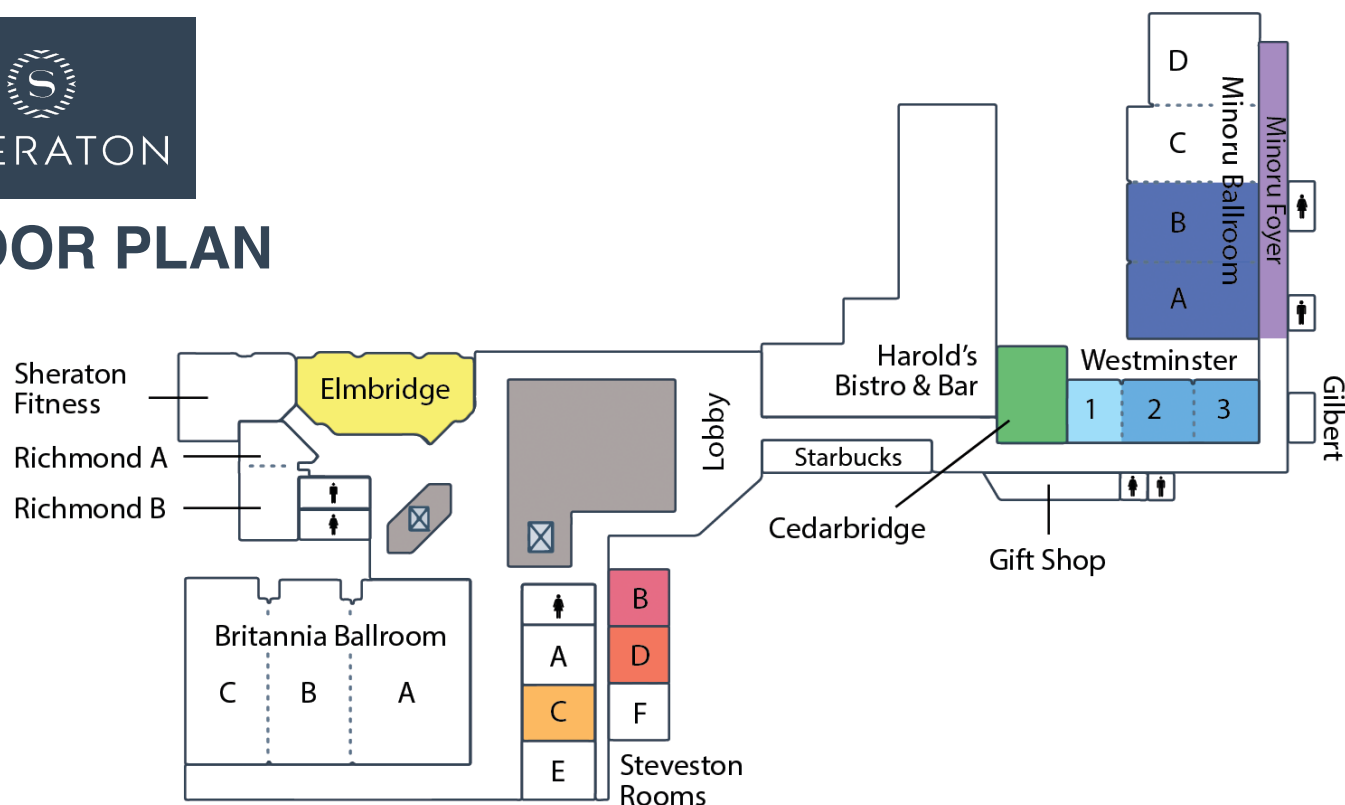 S
ERATON
OOR PLAN
D
C
B
A
Minoru Ballroom
Minoru Foyer
Harold's
Bistro & Bar
Westminster
1
2
3
Gilbert
Sheraton
Fitness
Elmbridge
Richmond A
Richmond B
Lobby
Starbucks
Cedarbridge
Gift Shop
Britannia Ballroom
C
B
A
A
C
E
B
D
F
Steveston
Rooms